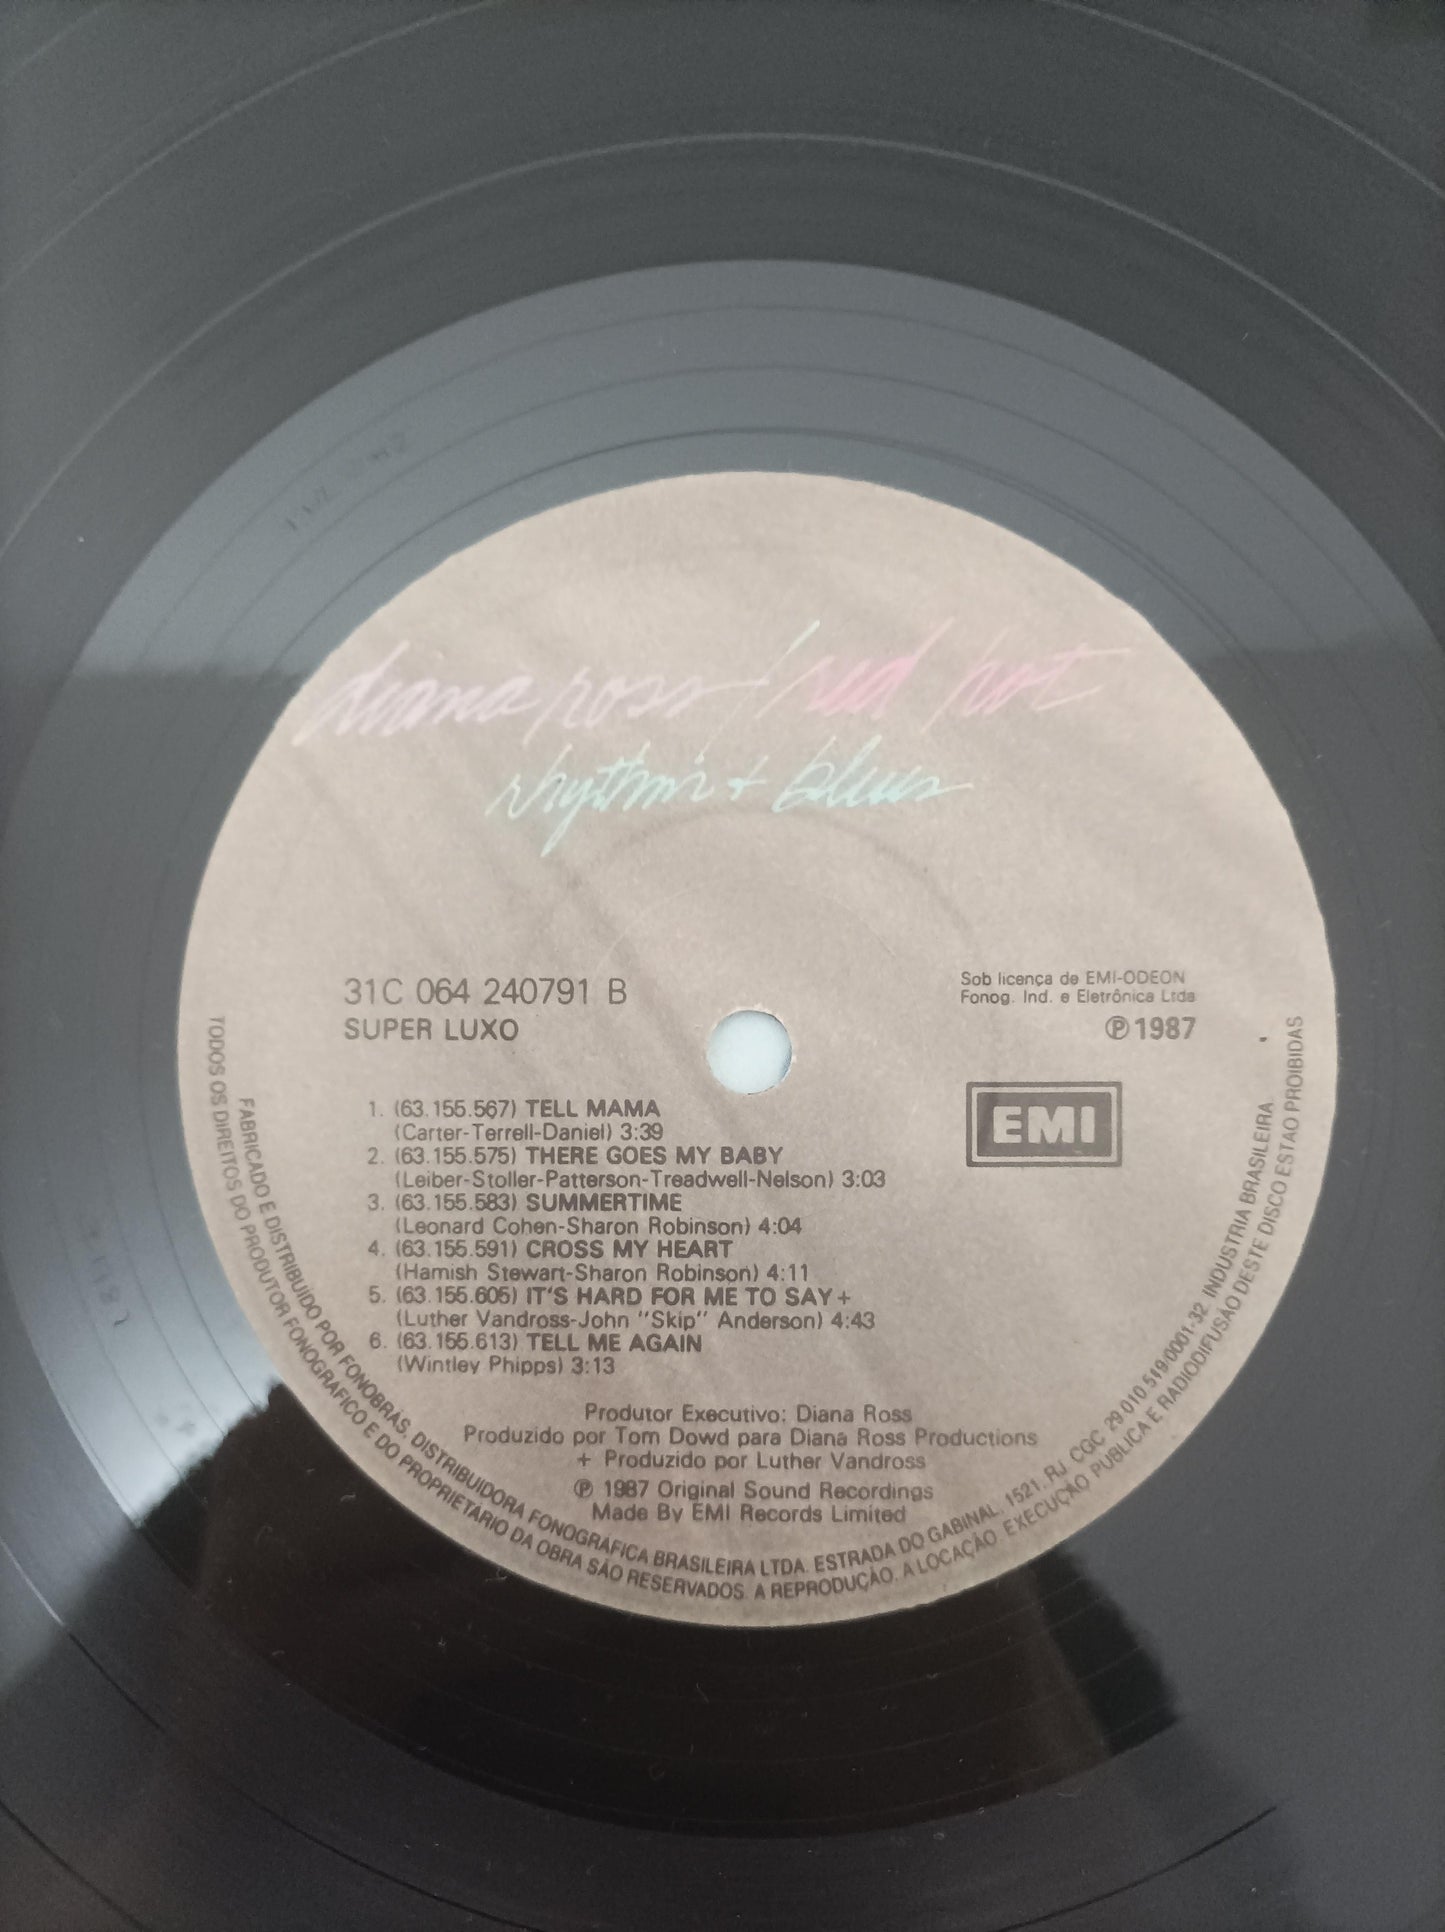 diana ross / red hot
rhythm + blues
31C 064 240791 B
SUPER LUXO
Sob licença de EMI-ODEON
Fonog. Ind. e Eletrônica Ltda
℗ 1987
EMI
1. (63.155.567) TELL MAMA
(Carter-Terrell-Daniel) 3:39
2. (63.155.575) THERE GOES MY BABY
(Leiber-Stoller-Patterson-Treadwell-Nelson) 3:03
3. (63.155.583) SUMMERTIME
(Leonard Cohen-Sharon Robinson) 4:04
4. (63.155.591) CROSS MY HEART
(Hamish Stewart-Sharon Robinson) 4:11
5. (63.155.605) IT'S HARD FOR ME TO SAY+
(Luther Vandross-John "Skip" Anderson) 4:43
6. (63.155.613) TELL ME AGAIN
(Wintley Phipps) 3:13
Produtor Executivo: Diana Ross
Produzido por Tom Dowd para Diana Ross Productions
+ Produzido por Luther Vandross
℗ 1987 Original Sound Recordings
Made By EMI Records Limited
FABRICADO E DISTRIBUÍDO POR FONOBRÁS, DISTRIBUIDORA FONOGRÁFICA BRASILEIRA LTDA. ESTRADA DO GABINAL, 1521, RJ, CGC 29 010 519/0001-32. INDUSTRIA BRASILEIRA
TODOS OS DIREITOS DO PRODUTOR FONOGRÁFICO E DO PROPRIETÁRIO DA OBRA SÃO RESERVADOS. A REPRODUÇÃO, A LOCAÇÃO, EXECUÇÃO PUBLICA E RADIODIFUSÃO DESTE DISCO ESTÃO PROIBIDAS